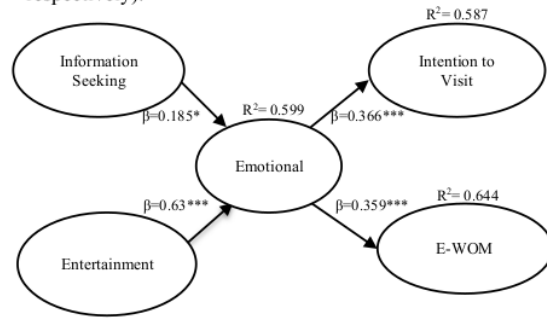 respectively).
R²= 0.587
Information
Seeking
Intention to
Visit
R²= 0.599
β=0.185*
β=0.366***
Emotional
β=0.63***
β=0.359***
R²= 0.644
Entertainment
E-WOM